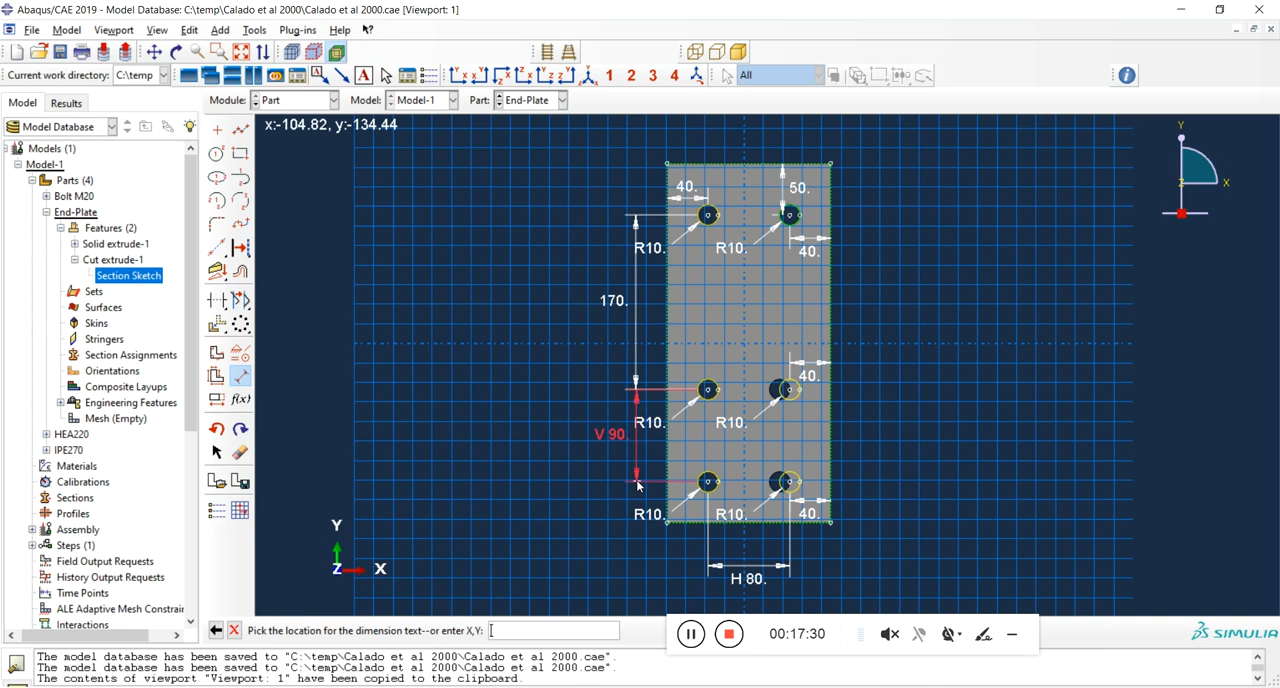 Abaqus/CAE 2019 - Model Database: C:\temp\Calado et al 2000\Calado et al 2000.cae [Viewport: 1]
File Model Viewport View Edit Add Tools Plug-ins Help
Current work directory: C:\temp
1 2 3 4
All
Model Results
Module: Part Model: Model-1 Part: End-Plate
Model Database
x:-104.82, y:-134.44
Models (1)
Model-1
Parts (4)
Bolt M20
End-Plate
Features (2)
Solid extrude-1
Cut extrude-1
Section Sketch
Sets
Surfaces
Skins
Stringers
Section Assignments
Orientations
Composite Layups
Engineering Features
Mesh (Empty)
HEA220
IPE270
Materials
Calibrations
Sections
Profiles
Assembly
Steps (1)
Field Output Requests
History Output Requests
Time Points
ALE Adaptive Mesh Constrain
Interactions
f(x)
40.
50.
R10.
R10.
40.
170.
40.
R10.
R10.
V 90.
R10.
R10.
40.
H 80.
Y
X
Z
Y
Z
X
Pick the location for the dimension text--or enter X,Y:
00:17:30
SIMULIA
The model database has been saved to "C:\temp\Calado et al 2000\Calado et al 2000.cae".
The model database has been saved to "C:\temp\Calado et al 2000\Calado et al 2000.cae".
The contents of viewport "Viewport: 1" have been copied to the clipboard.